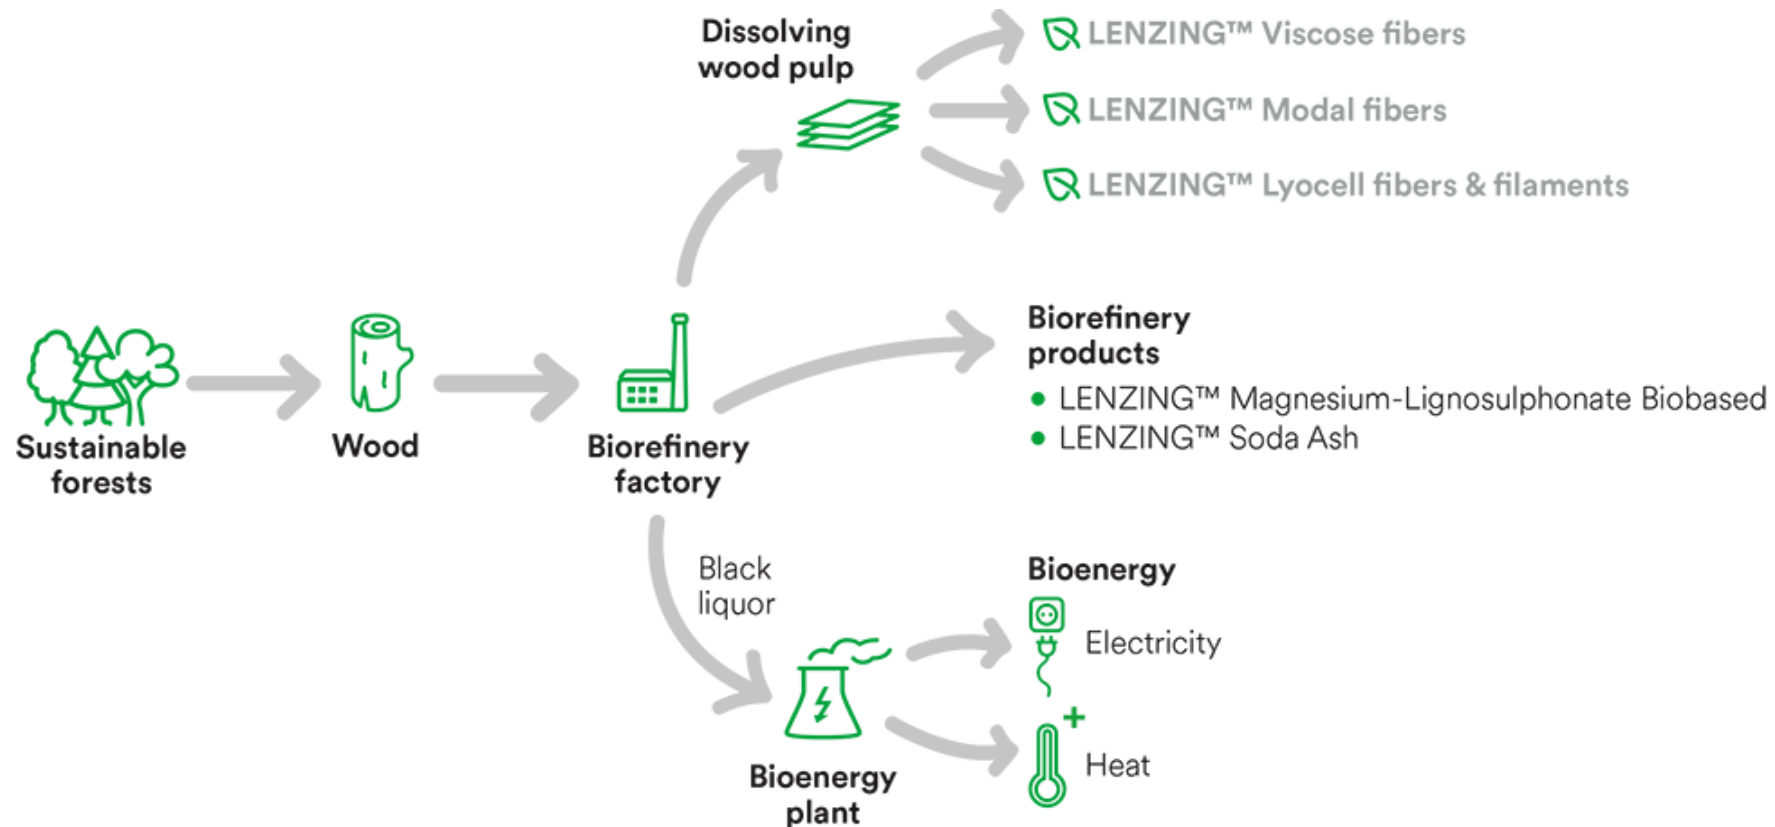 Dissolving
wood pulp
LENZING™ Viscose fibers
LENZING™ Modal fibers
LENZING™ Lyocell fibers & filaments
Sustainable
forests
Wood
Biorefinery
factory
Biorefinery
products
LENZING™ Magnesium-Lignosulphonate Biobased
LENZING™ Soda Ash
Black
liquor
Bioenergy
plant
Bioenergy
Electricity
Heat